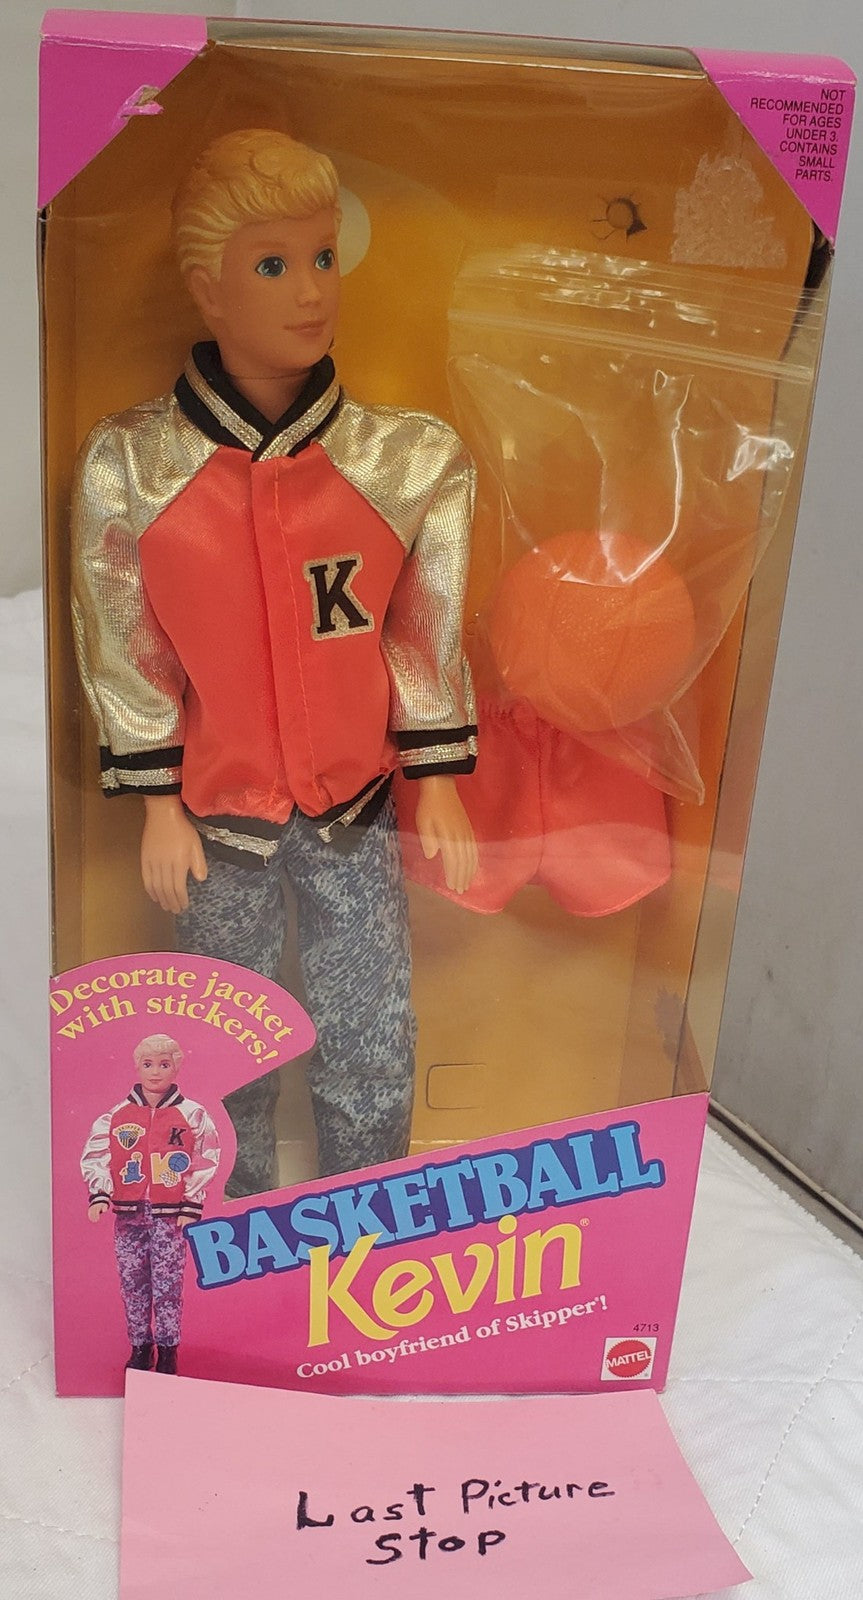 NOT
RECOMMENDED
FOR AGES
UNDER 3.
CONTAINS
SMALL
PARTS.
K
Decorate jacket
with stickers!
K
BASKETBALL
Kevin®
Cool boyfriend of Skipper®!
4713
MATTEL
Last Picture
Stop